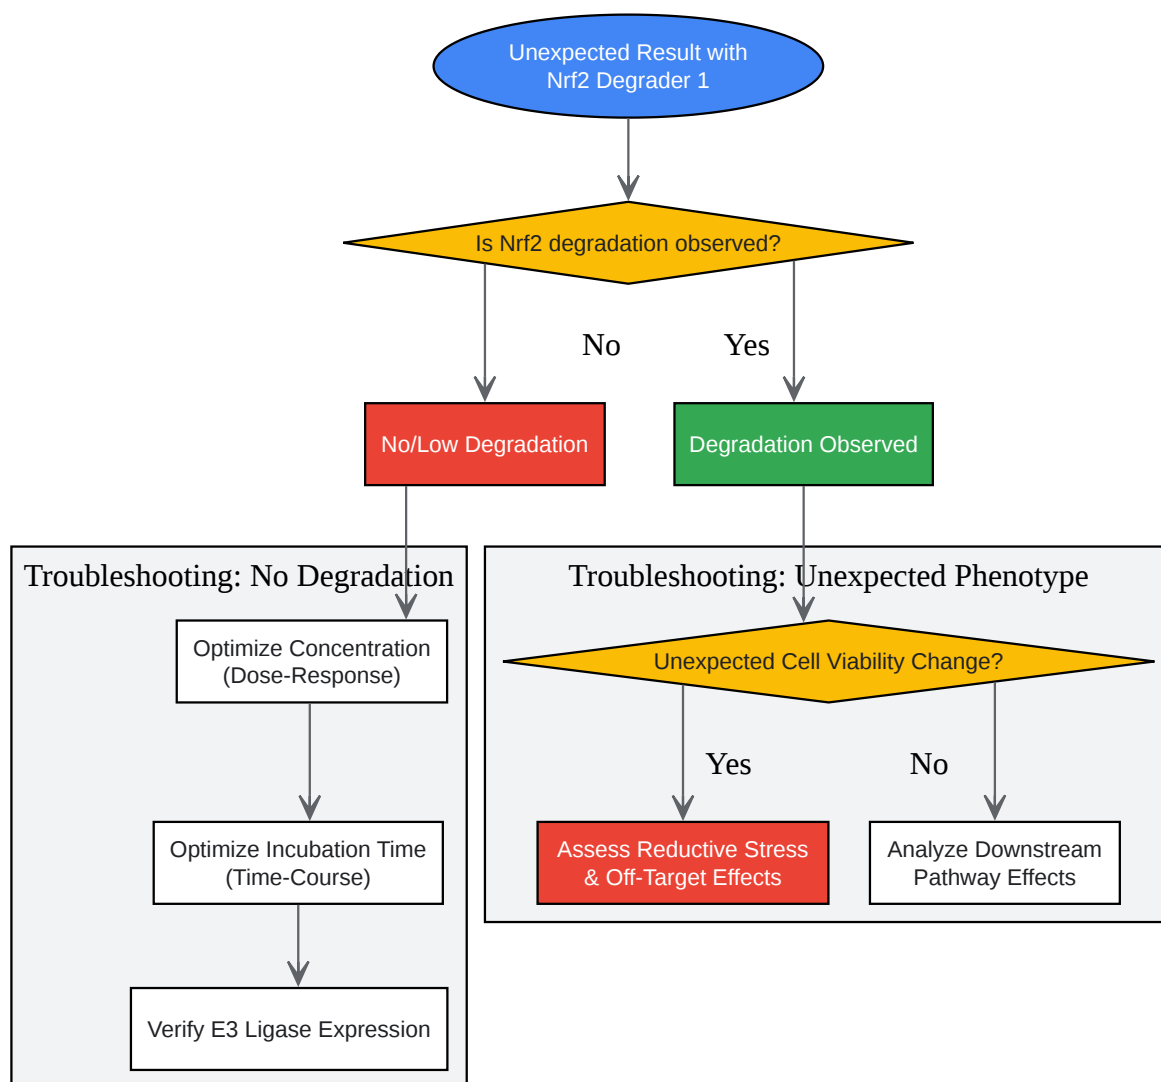 Unexpected Result with
Nrf2 Degrader 1
Is Nrf2 degradation observed?
No
Yes
No/Low Degradation
Degradation Observed
Troubleshooting: No Degradation
Troubleshooting: Unexpected Phenotype
Optimize Concentration
(Dose-Response)
Unexpected Cell Viability Change?
Yes
No
Optimize Incubation Time
(Time-Course)
Assess Reductive Stress
& Off-Target Effects
Analyze Downstream
Pathway Effects
Verify E3 Ligase Expression